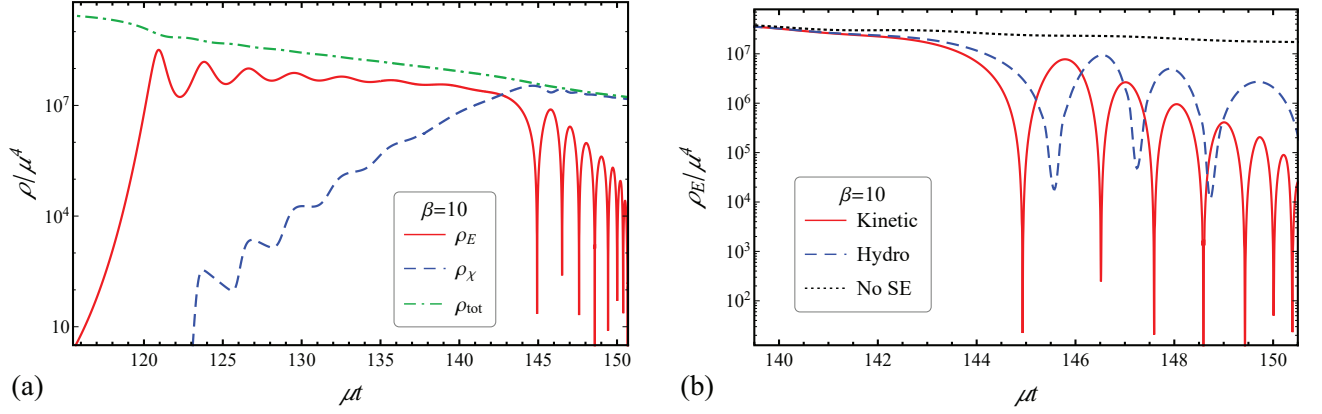 ρ/μ⁴
10⁷
10⁴
10
120 125 130 135 140 145 150
μt
β=10
ρ_E
ρ_χ
ρ_tot
(a)
ρ_E/μ⁴
10⁷
10⁶
10⁵
10⁴
10³
10²
140 142 144 146 148 150
μt
β=10
Kinetic
Hydro
No SE
(b)